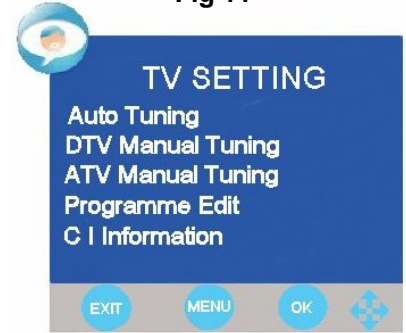 TV SETTING
Auto Tuning
DTV Manual Tuning
ATV Manual Tuning
Programme Edit
C I Information
EXIT MENU OK